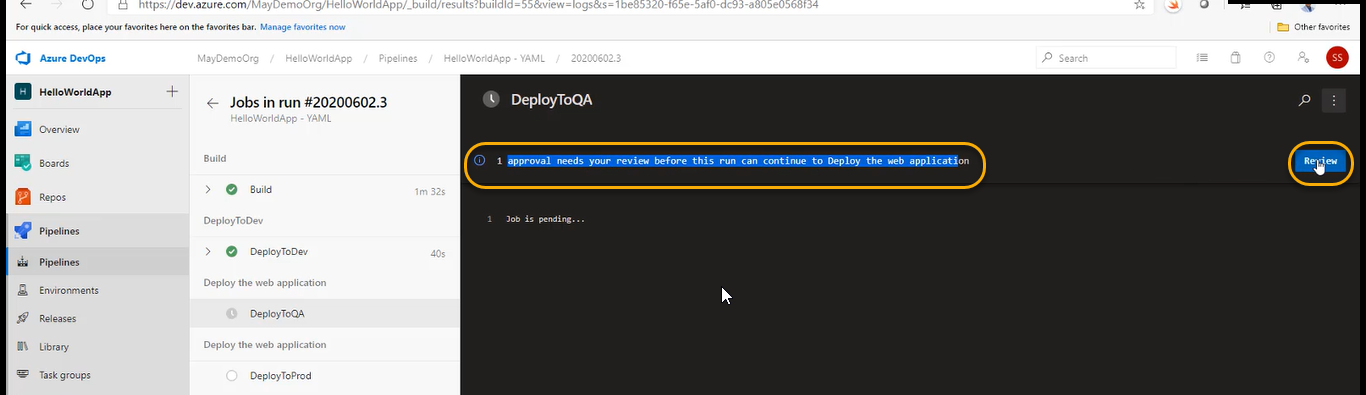 https://dev.azure.com/MayDemoOrg/HelloWorldApp/_build/results?buildId=55&view=logs&s=1be85320-f65e-5af0-dc93-a805e0568f34
For quick access, place your favorites here on the favorites bar. Manage favorites now
Other favorites
Azure DevOps
MayDemoOrg / HelloWorldApp / Pipelines / HelloWorldApp - YAML / 20200602.3
Search
SS
H HelloWorldApp
Overview
Boards
Repos
Pipelines
Pipelines
Environments
Releases
Library
Task groups
Jobs in run #20200602.3
HelloWorldApp - YAML
Build
Build 1m 32s
DeployToDev
DeployToDev 40s
Deploy the web application
DeployToQA
Deploy the web application
DeployToProd
DeployToQA
1 approval needs your review before this run can continue to Deploy the web application
Review
1 Job is pending...